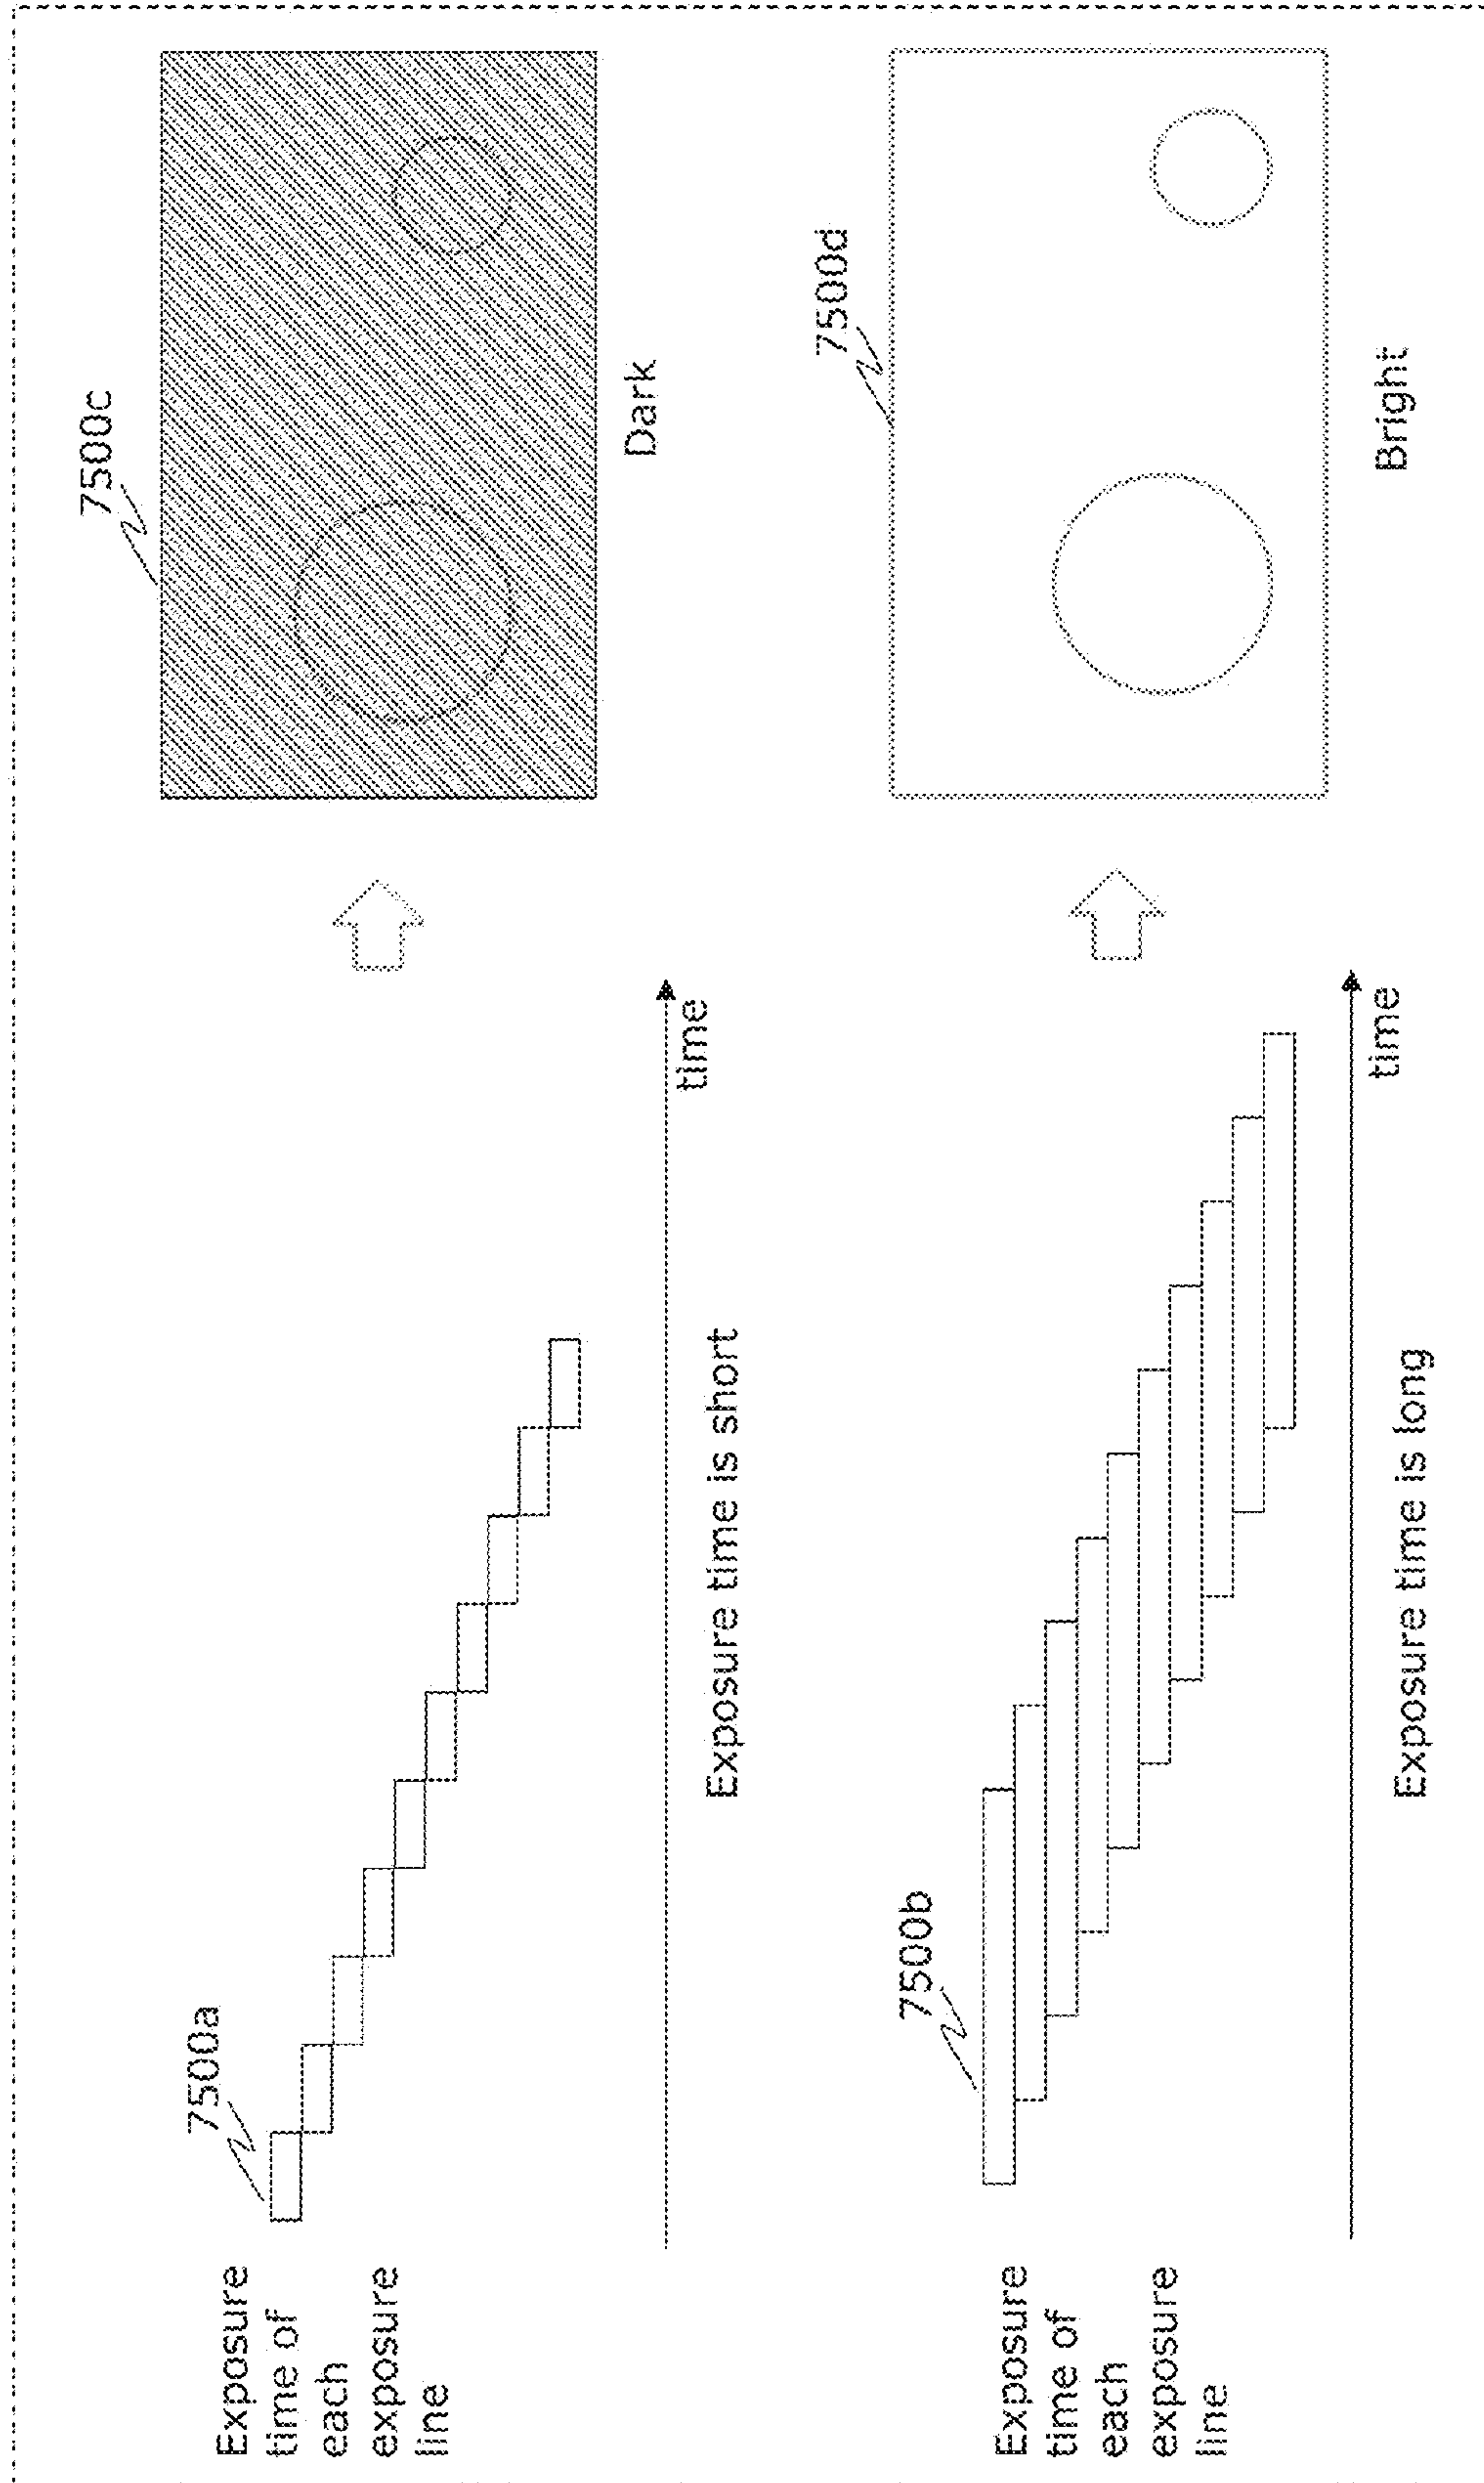 7500a
Exposure
time of
each
exposure
line
time
Exposure time is short
7500c
Dark
7500b
Exposure
time of
each
exposure
line
time
Exposure time is long
7500d
Bright